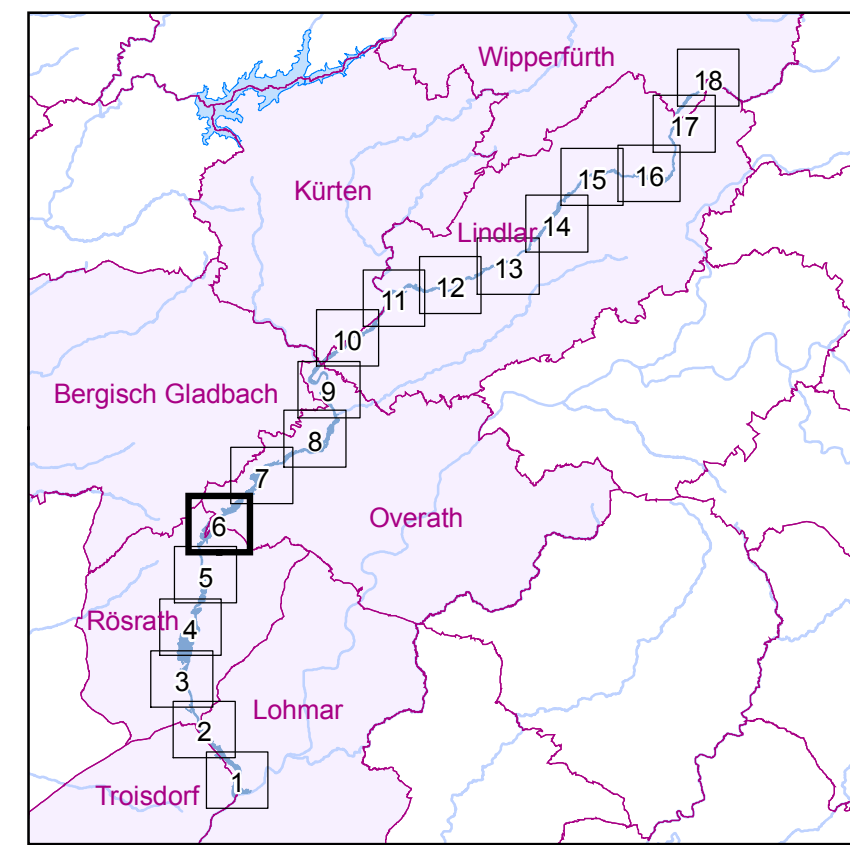 Wipperfürth
18
17
Kürten
15
16
Lindlar
14
13
12
11
10
Bergisch Gladbach
9
8
7
6
Overath
5
Rösrath
4
3
Lohmar
2
1
Troisdorf